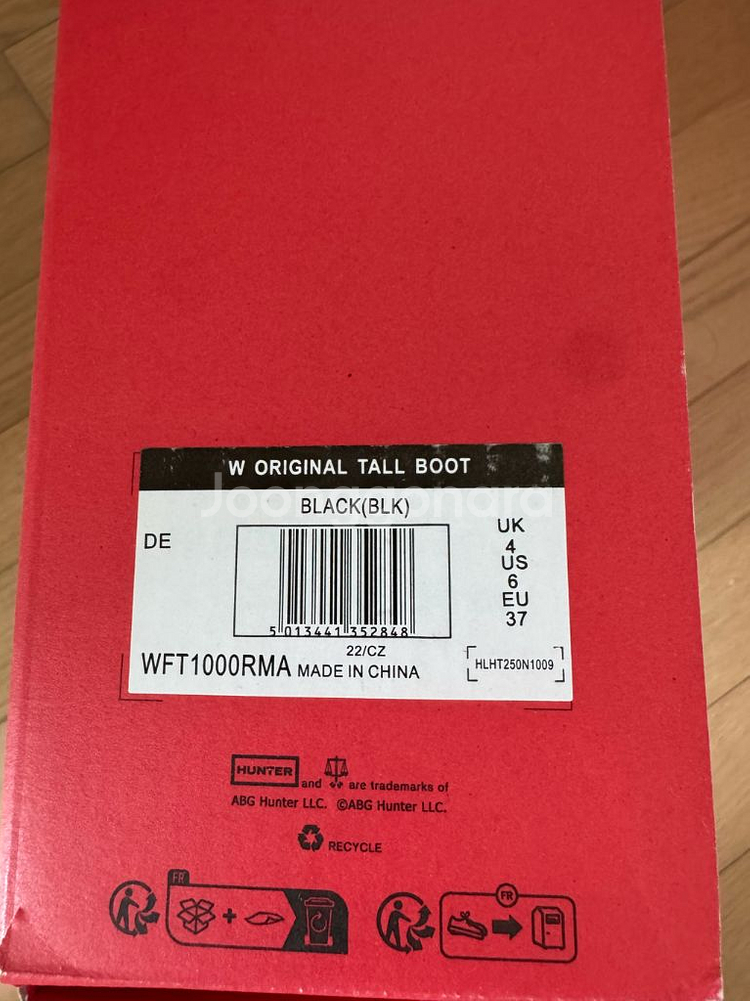 W ORIGINAL TALL BOOT
Joonggonara
BLACK(BLK)
DE
UK
4
US
6
EU
37
5 013441 352848
22/CZ
WFT1000RMA MADE IN CHINA
HLHT250N1009
HUNTER and are trademarks of
ABG Hunter LLC. ©ABG Hunter LLC.
RECYCLE
FR
FR